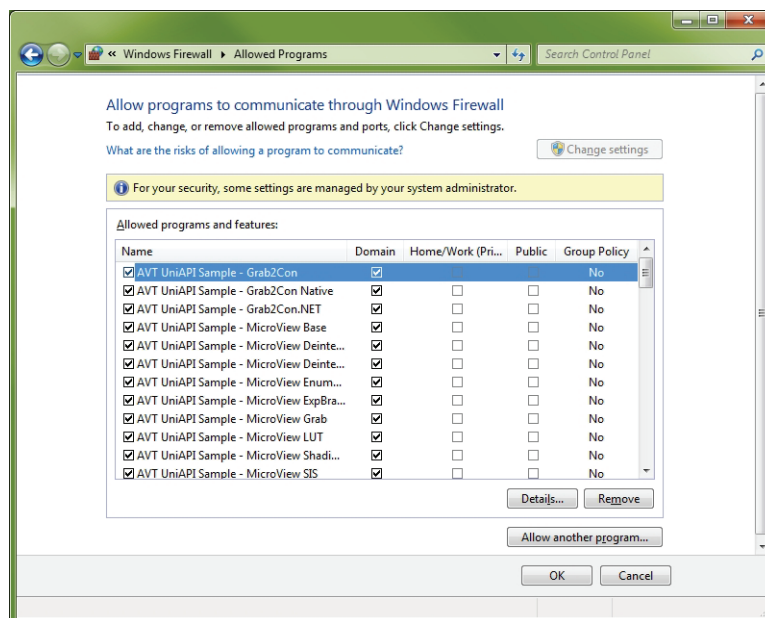 « Windows Firewall ▸ Allowed Programs Search Control Panel
Allow programs to communicate through Windows Firewall
To add, change, or remove allowed programs and ports, click Change settings.
What are the risks of allowing a program to communicate? Change settings
For your security, some settings are managed by your system administrator.
Allowed programs and features:
Name Domain Home/Work (Pri... Public Group Policy
AVT UniAPI Sample - Grab2Con No
AVT UniAPI Sample - Grab2Con Native No
AVT UniAPI Sample - Grab2Con.NET No
AVT UniAPI Sample - MicroView Base No
AVT UniAPI Sample - MicroView Deinte... No
AVT UniAPI Sample - MicroView Deinte... No
AVT UniAPI Sample - MicroView Enum... No
AVT UniAPI Sample - MicroView ExpBra... No
AVT UniAPI Sample - MicroView Grab No
AVT UniAPI Sample - MicroView LUT No
AVT UniAPI Sample - MicroView Shadi... No
AVT UniAPI Sample - MicroView SIS No
Details... Remove
Allow another program...
OK Cancel